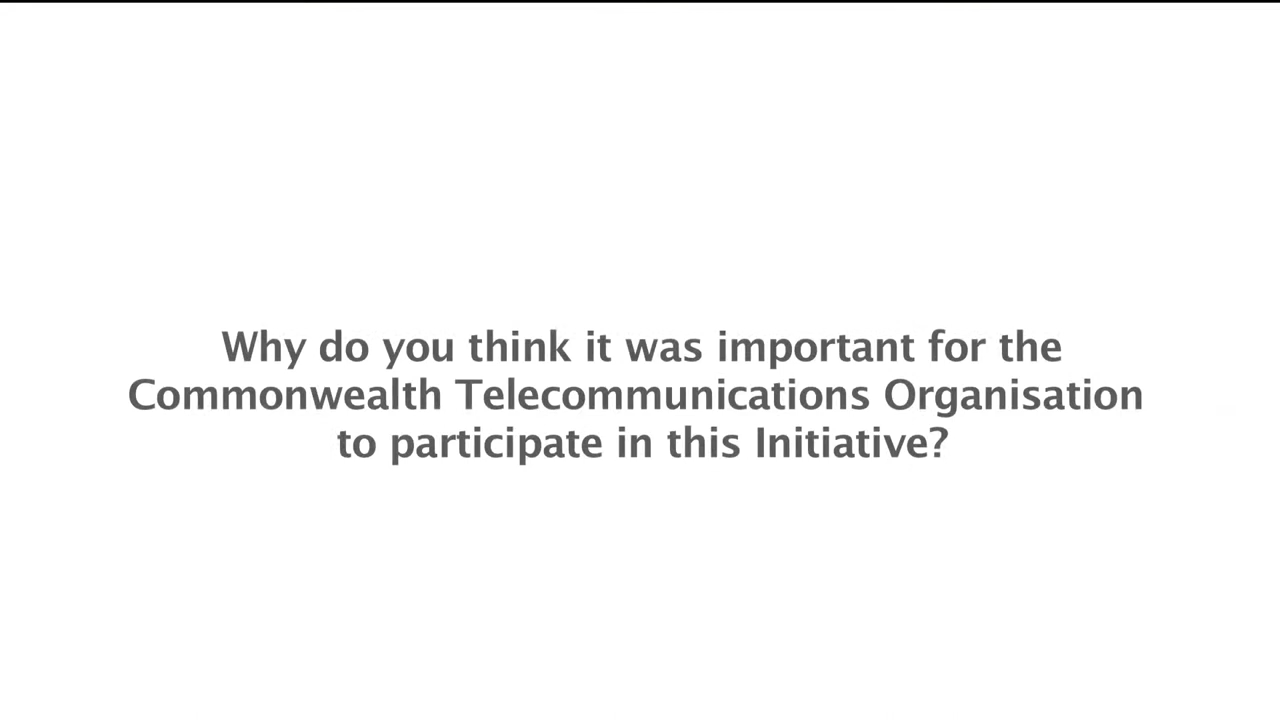 Why do you think it was important for the
Commonwealth Telecommunications Organisation
to participate in this Initiative?